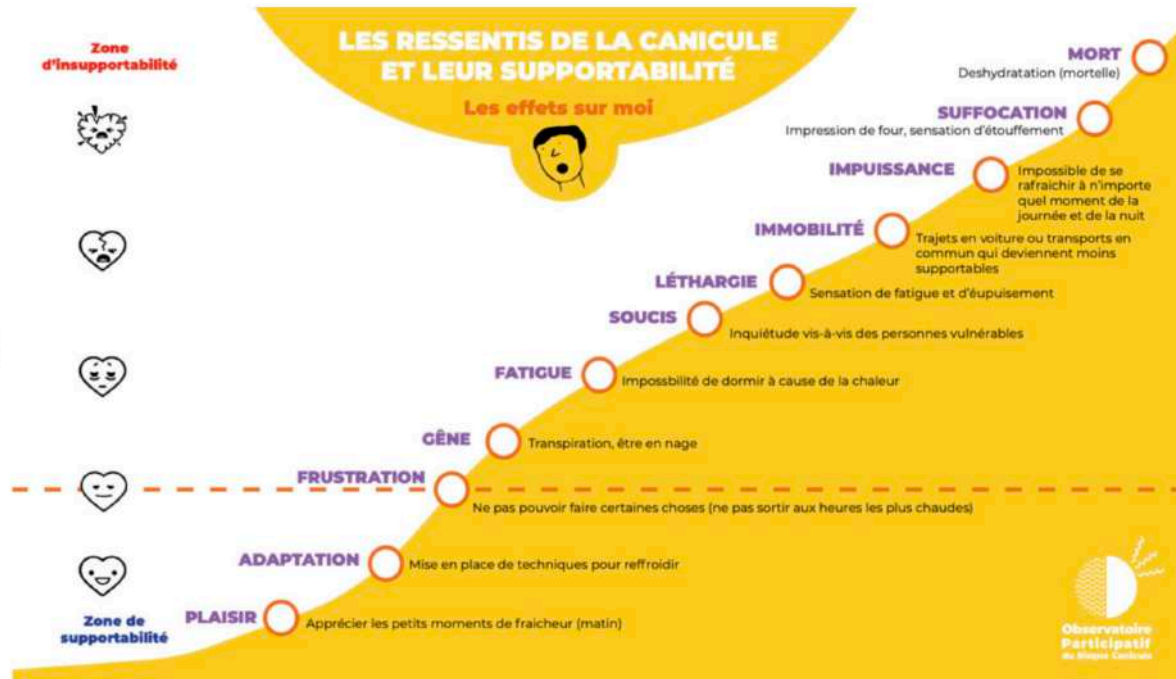 Zone
d'insupportabilité
LES RESSENTIS DE LA CANICULE
ET LEUR SUPPORTABILITÉ
Les effets sur moi
MORT
Deshydratation (mortelle)
SUFFOCATION
Impression de four, sensation d'étouffement
IMPUISSANCE
Impossible de se
rafraichir à n'importe
quel moment de la
journée et de la nuit
IMMOBILITÉ
Trajets en voiture ou transports en
commun qui deviennent moins
supportables
LÉTHARGIE
Sensation de fatigue et d'éupuisement
SOUCIS
Inquiétude vis-à-vis des personnes vulnérables
FATIGUE
Impossbilité de dormir à cause de la chaleur
GÊNE
Transpiration, être en nage
FRUSTRATION
Ne pas pouvoir faire certaines choses (ne pas sortir aux heures les plus chaudes)
ADAPTATION
Mise en place de techniques pour reffroidir
PLAISIR
Apprécier les petits moments de fraicheur (matin)
Zone de
supportabilité
Observatoire
Participatif
du Risque Canicule